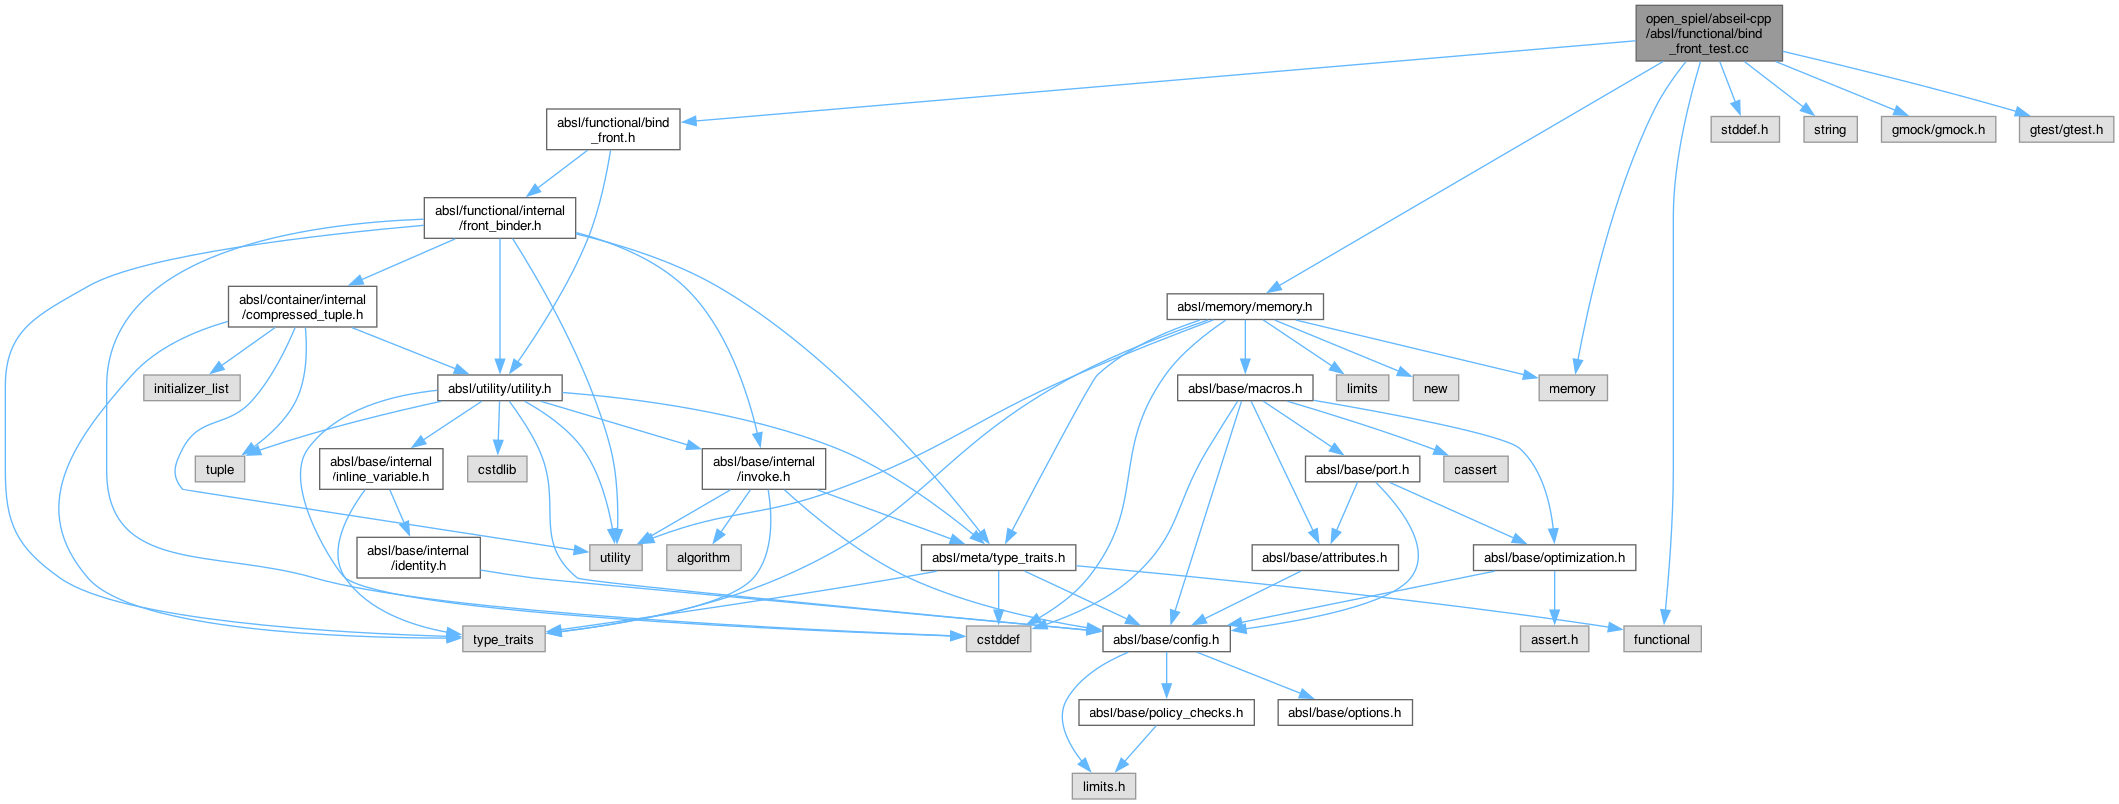 open_spiel/abseil-cpp
/absl/functional/bind
_front_test.cc
absl/functional/bind
_front.h
stddef.h
string
gmock/gmock.h
gtest/gtest.h
absl/functional/internal
/front_binder.h
absl/container/internal
/compressed_tuple.h
absl/memory/memory.h
initializer_list
absl/utility/utility.h
absl/base/macros.h
limits
new
memory
tuple
absl/base/internal
/inline_variable.h
cstdlib
absl/base/internal
/invoke.h
absl/base/port.h
cassert
absl/base/internal
/identity.h
utility
algorithm
absl/meta/type_traits.h
absl/base/attributes.h
absl/base/optimization.h
type_traits
cstddef
absl/base/config.h
assert.h
functional
absl/base/policy_checks.h
absl/base/options.h
limits.h